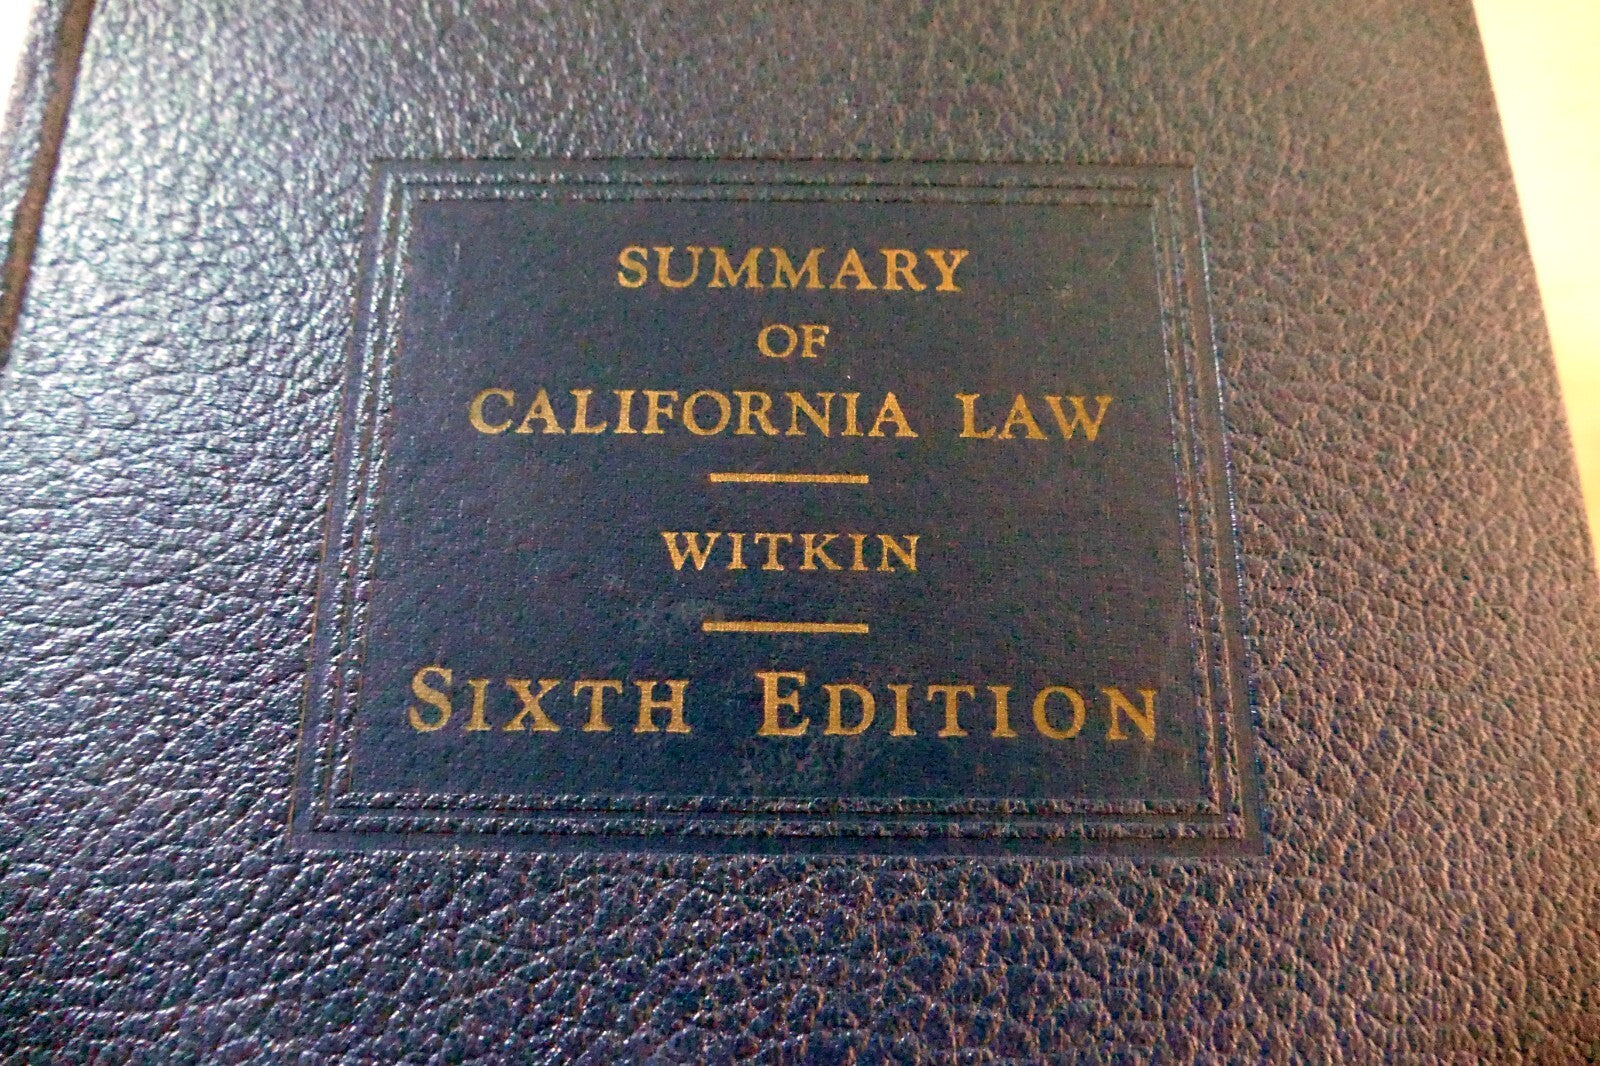 SUMMARY
OF
CALIFORNIA LAW
WITKIN
SIXTH EDITION